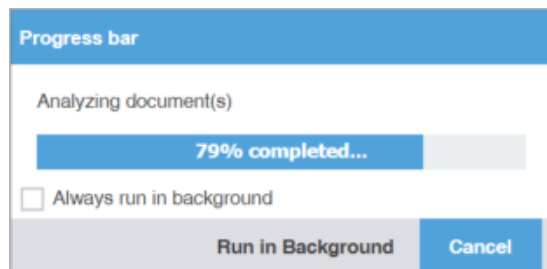 Progress bar
Analyzing document(s)
79% completed...
Always run in background
Run in Background Cancel